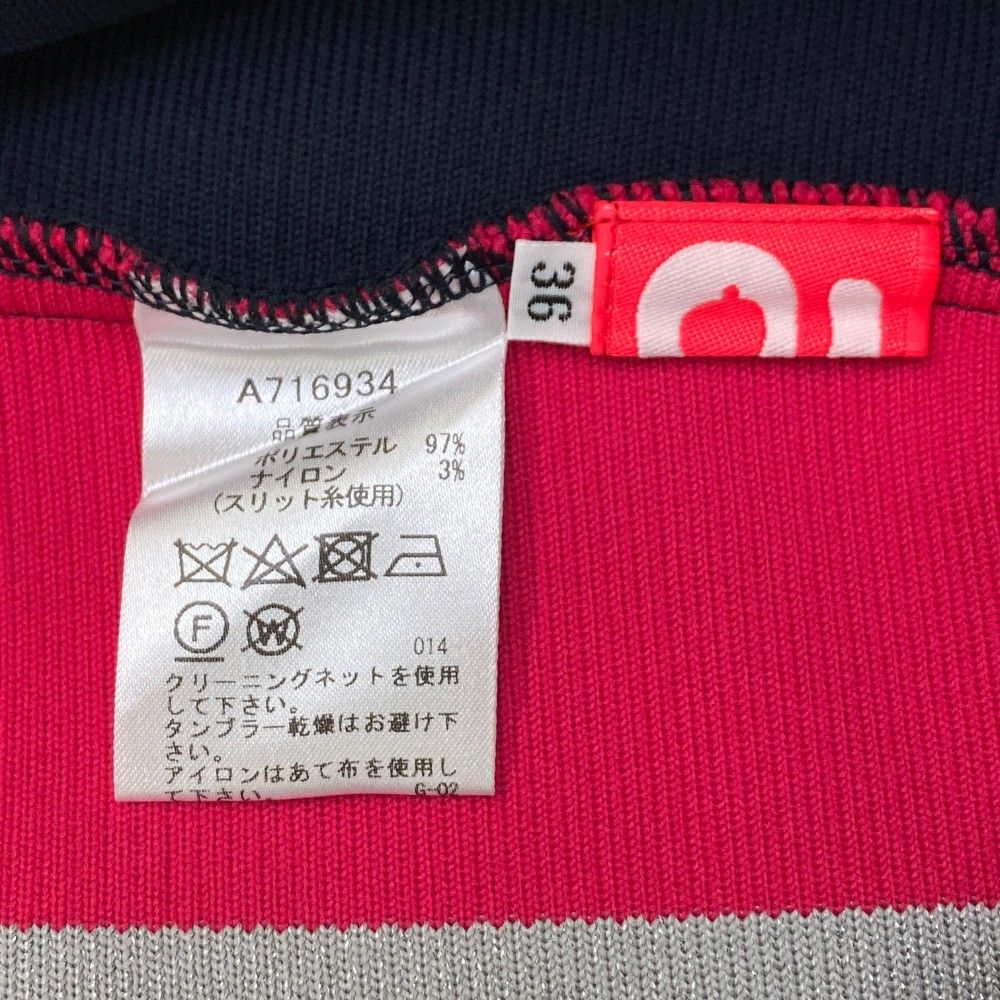 A716934
品質表示
ポリエステル 97%
ナイロン 3%
(スリット糸使用)
F
W
014
クリーニングネットを使用
して下さい。
タンブラー乾燥はお避け下
さい。
アイロンはあて布を使用し
て下さい。 G-02
36